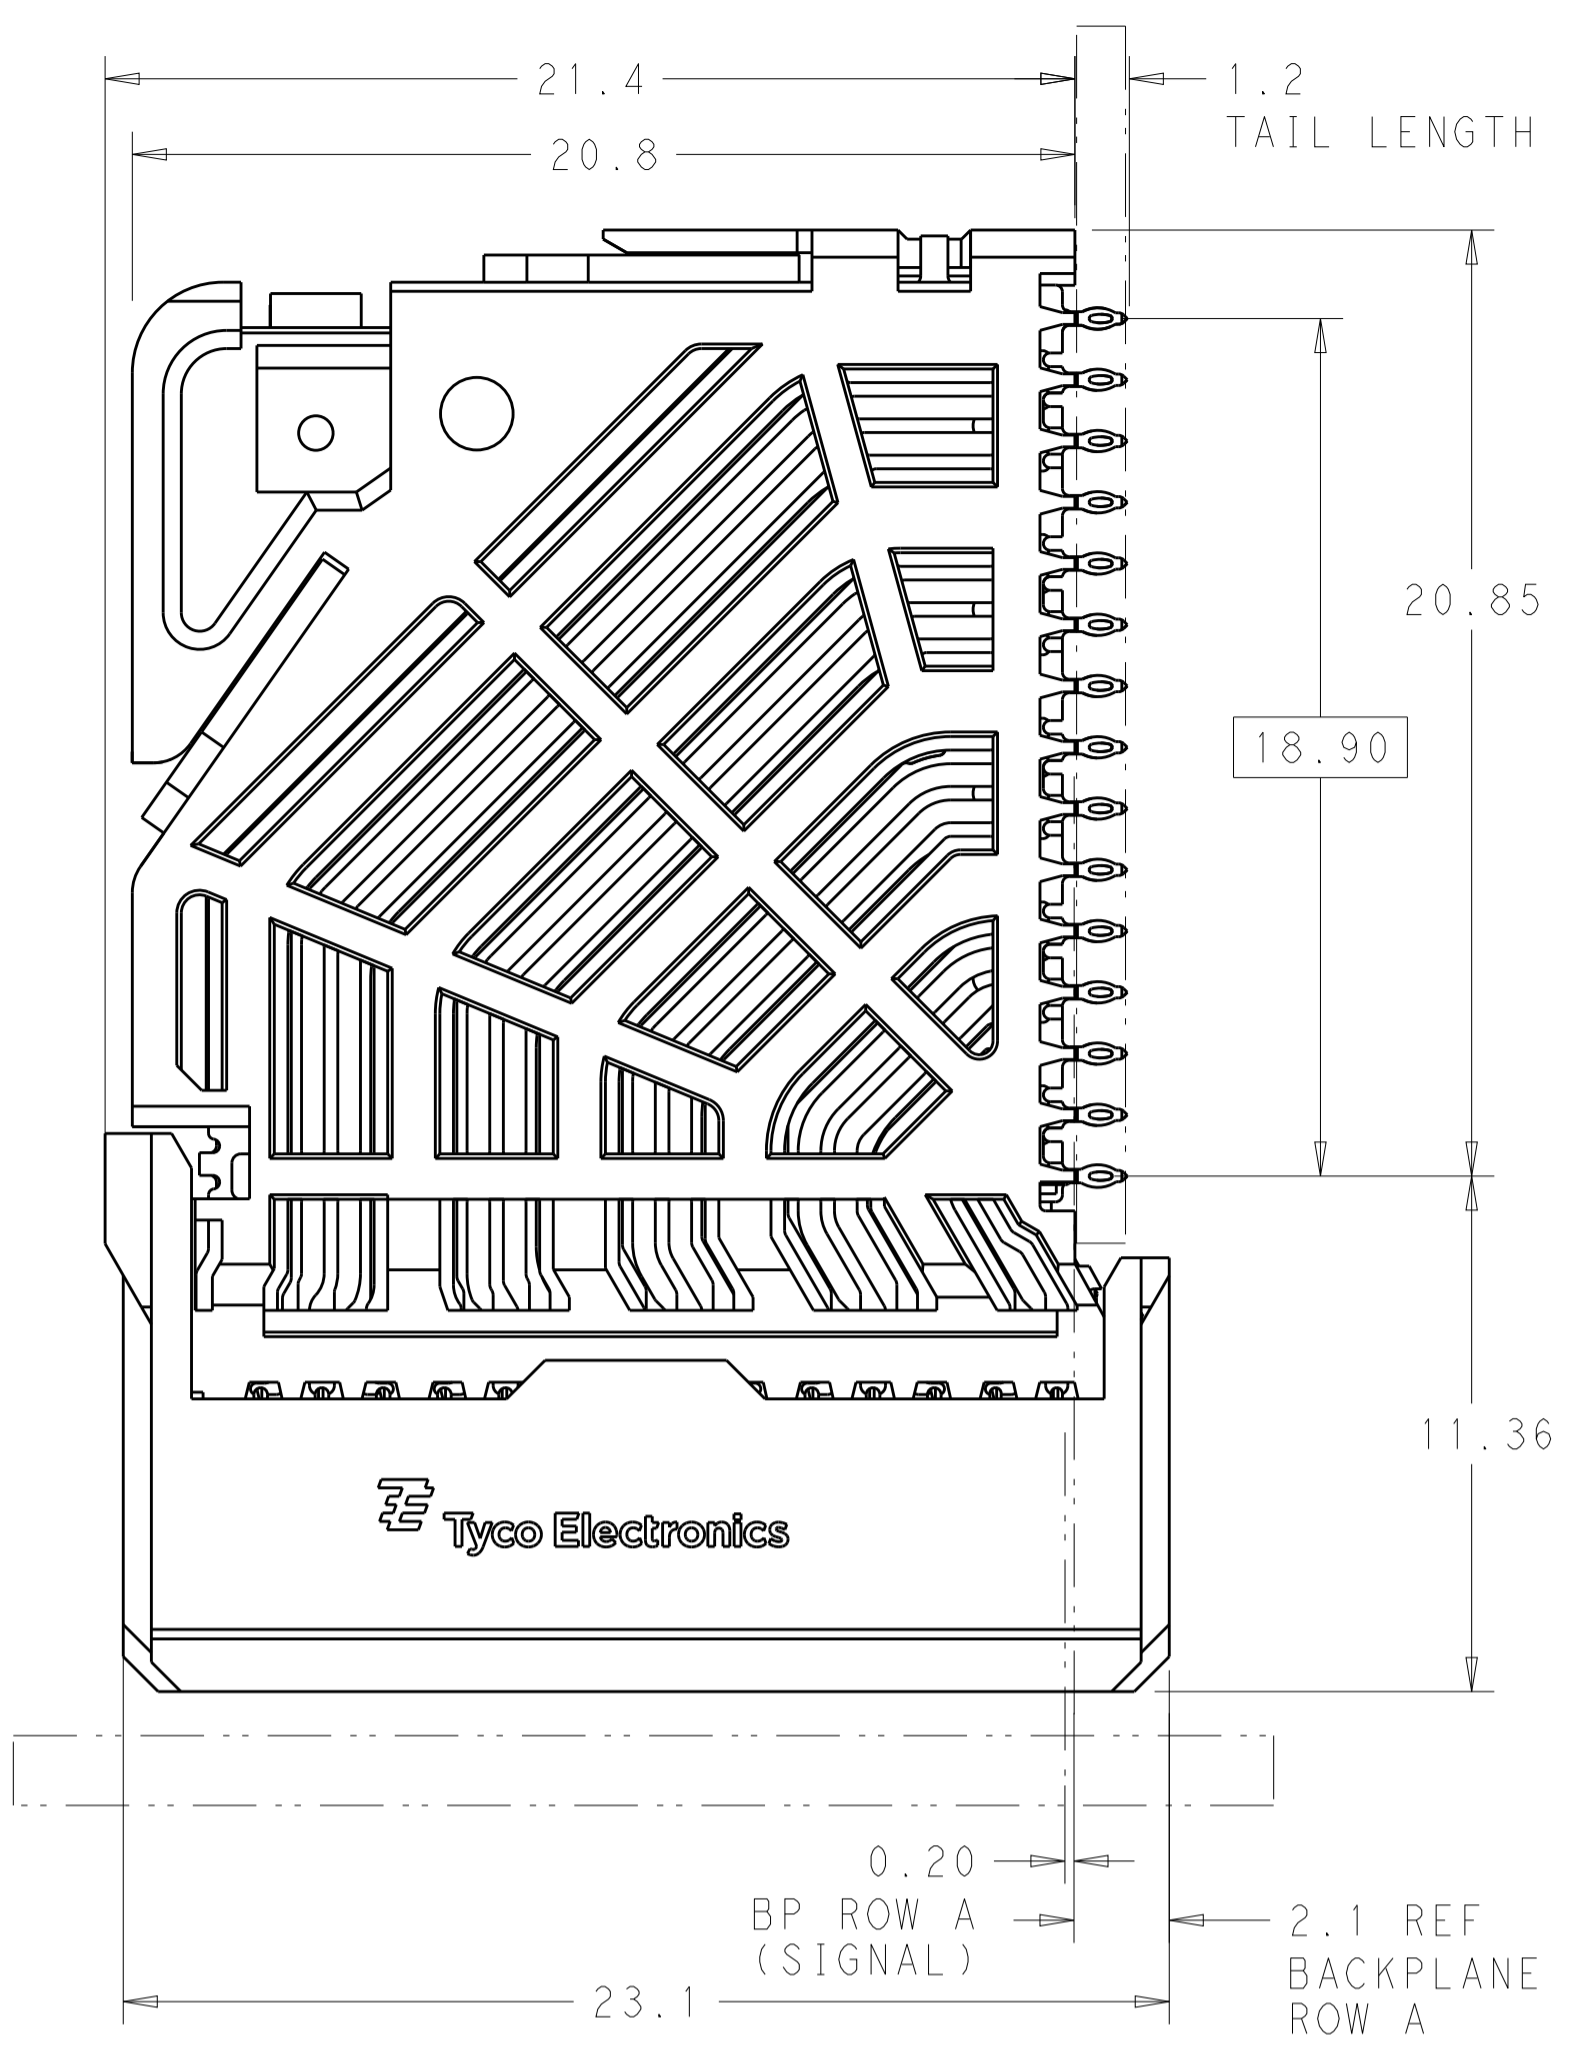 21.4
1.2
TAIL LENGTH
20.8
20.85
18.90
11.36
Tyco Electronics
0.20
BP ROW A
(SIGNAL)
2.1 REF
BACKPLANE
ROW A
23.1